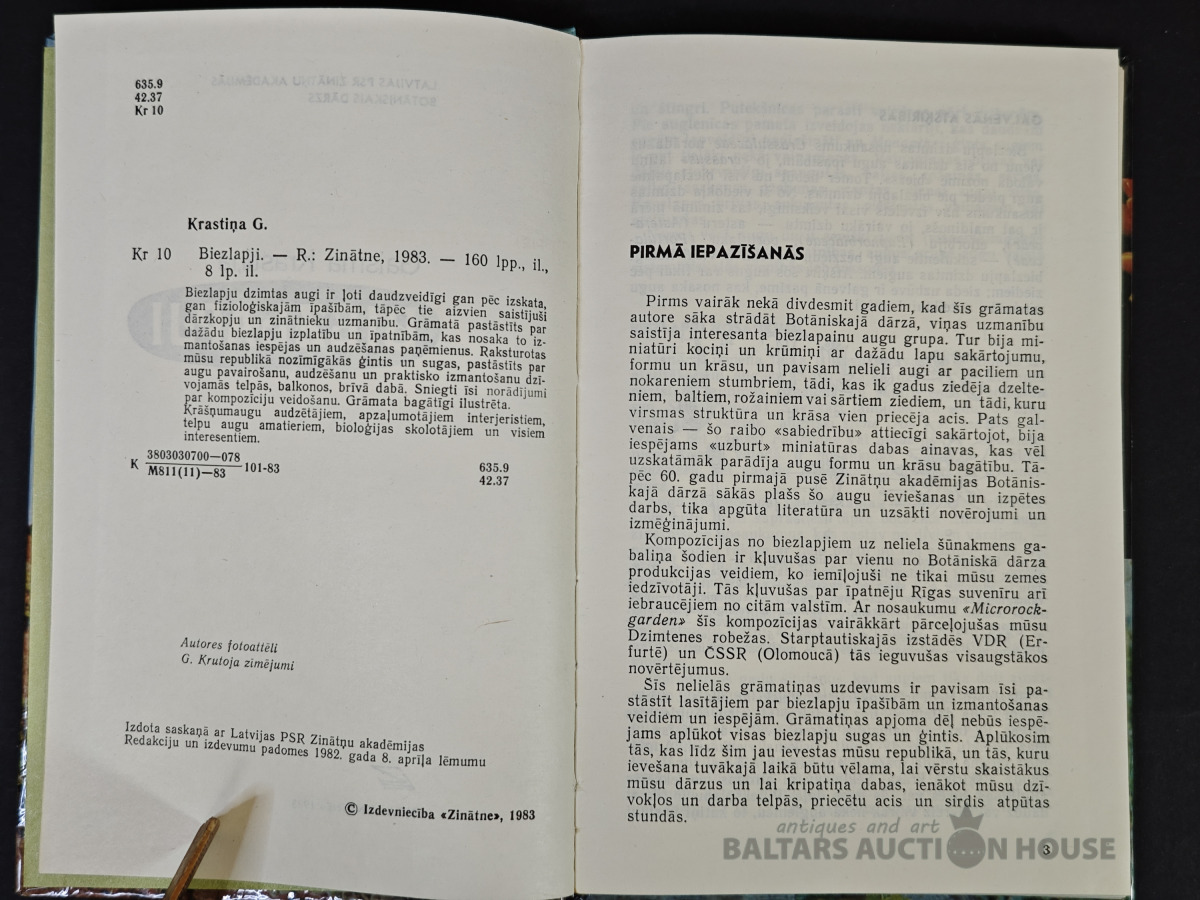 635.9
42.37
Kr 10
Krastiņa G.
Kr 10 Biezlapji. — R.: Zinātne, 1983. — 160 lpp., il.,
8 lp. il.
Biezlapju dzimtas augi ir ļoti daudzveidīgi gan pēc izskata,
gan fizioloģiskajām īpašībām, tāpēc tie aizvien saistījuši
dārzkopju un zinātnieku uzmanību. Grāmatā pastāstīts par
dažādu biezlapju izplatību un īpatnībām, kas nosaka to iz-
mantošanas iespējas un audzēšanas paņēmienus. Raksturotas
mūsu republikā nozīmīgākās ģintis un sugas, pastāstīts par
augu pavairošanu, audzēšanu un praktisko izmantošanu dzī-
vojamās telpās, balkonos, brīvā dabā. Sniegti īsi norādījumi
par kompozīciju veidošanu. Grāmata bagātīgi ilustrēta.
Krāšņumaugu audzētājiem, apzaļumotājiem interjeristiem,
telpu augu amatieriem, bioloģijas skolotājiem un visiem
interesentiem.
K 3803030700—078
M811(11)—83 101-83
635.9
42.37
Autores fotoattēli
G. Krutoja zīmējumi
Izdota saskaņā ar Latvijas PSR Zinātņu akadēmijas
Redakciju un izdevumu padomes 1982. gada 8. aprīļa lēmumu
© Izdevniecība «Zinātne», 1983
PIRMĀ IEPAZĪŠANĀS
Pirms vairāk nekā divdesmit gadiem, kad šīs grāmatas
autore sāka strādāt Botāniskajā dārzā, viņas uzmanību
saistīja interesanta biezlapainu augu grupa. Tur bija mi-
niatūri kociņi un krūmiņi ar dažādu lapu sakārtojumu,
formu un krāsu, un pavisam nelieli augi ar paciliem un
nokareniem stumbriem, tādi, kas ik gadus ziedēja dzelte-
niem, baltiem, rožainiem vai sārtiem ziediem, un tādi, kuru
virsmas struktūra un krāsa vien priecēja acis. Pats gal-
venais — šo raibo «sabiedrību» attiecīgi sakārtojot, bija
iespējams «uzburt» miniatūras dabas ainavas, kas vēl
uzskatāmāk parādīja augu formu un krāsu bagātību. Tā-
pēc 60. gadu pirmajā pusē Zinātņu akadēmijas Botānis-
kajā dārzā sākās plašs šo augu ieviešanas un izpētes
darbs, tika apgūta literatūra un uzsākti novērojumi un
izmēģinājumi.
Kompozīcijas no biezlapjiem uz neliela šūnakmens ga-
baliņa šodien ir kļuvušas par vienu no Botāniskā dārza
produkcijas veidiem, ko iemīļojuši ne tikai mūsu zemes
iedzīvotāji. Tās kļuvušas par īpatnēju Rīgas suvenīru arī
iebraucējiem no citām valstīm. Ar nosaukumu «Microrock-
garden» šīs kompozīcijas vairākkārt pārceļojušas mūsu
Dzimtenes robežas. Starptautiskajās izstādēs VDR (Er-
furtē) un ČSSR (Olomoucā) tās ieguvušas visaugstākos
novērtējumus.
Šīs nelielās grāmatiņas uzdevums ir pavisam īsi pa-
stāstīt lasītājiem par biezlapju īpašībām un izmantošanas
veidiem un iespējām. Grāmatiņas apjoma dēļ nebūs iespē-
jams aplūkot visas biezlapju sugas un ģintis. Aplūkosim
tās, kas līdz šim jau ievestas mūsu republikā, un tās, kuru
ievešana tuvākajā laikā būtu vēlama, lai vērstu skaistākus
mūsu dārzus un lai kripatiņa dabas, ienākot mūsu dzī-
vokļos un darba telpās, priecētu acis un sirdis atpūtas
stundās.
3
antiques and art
BALTARS AUCTION HOUSE